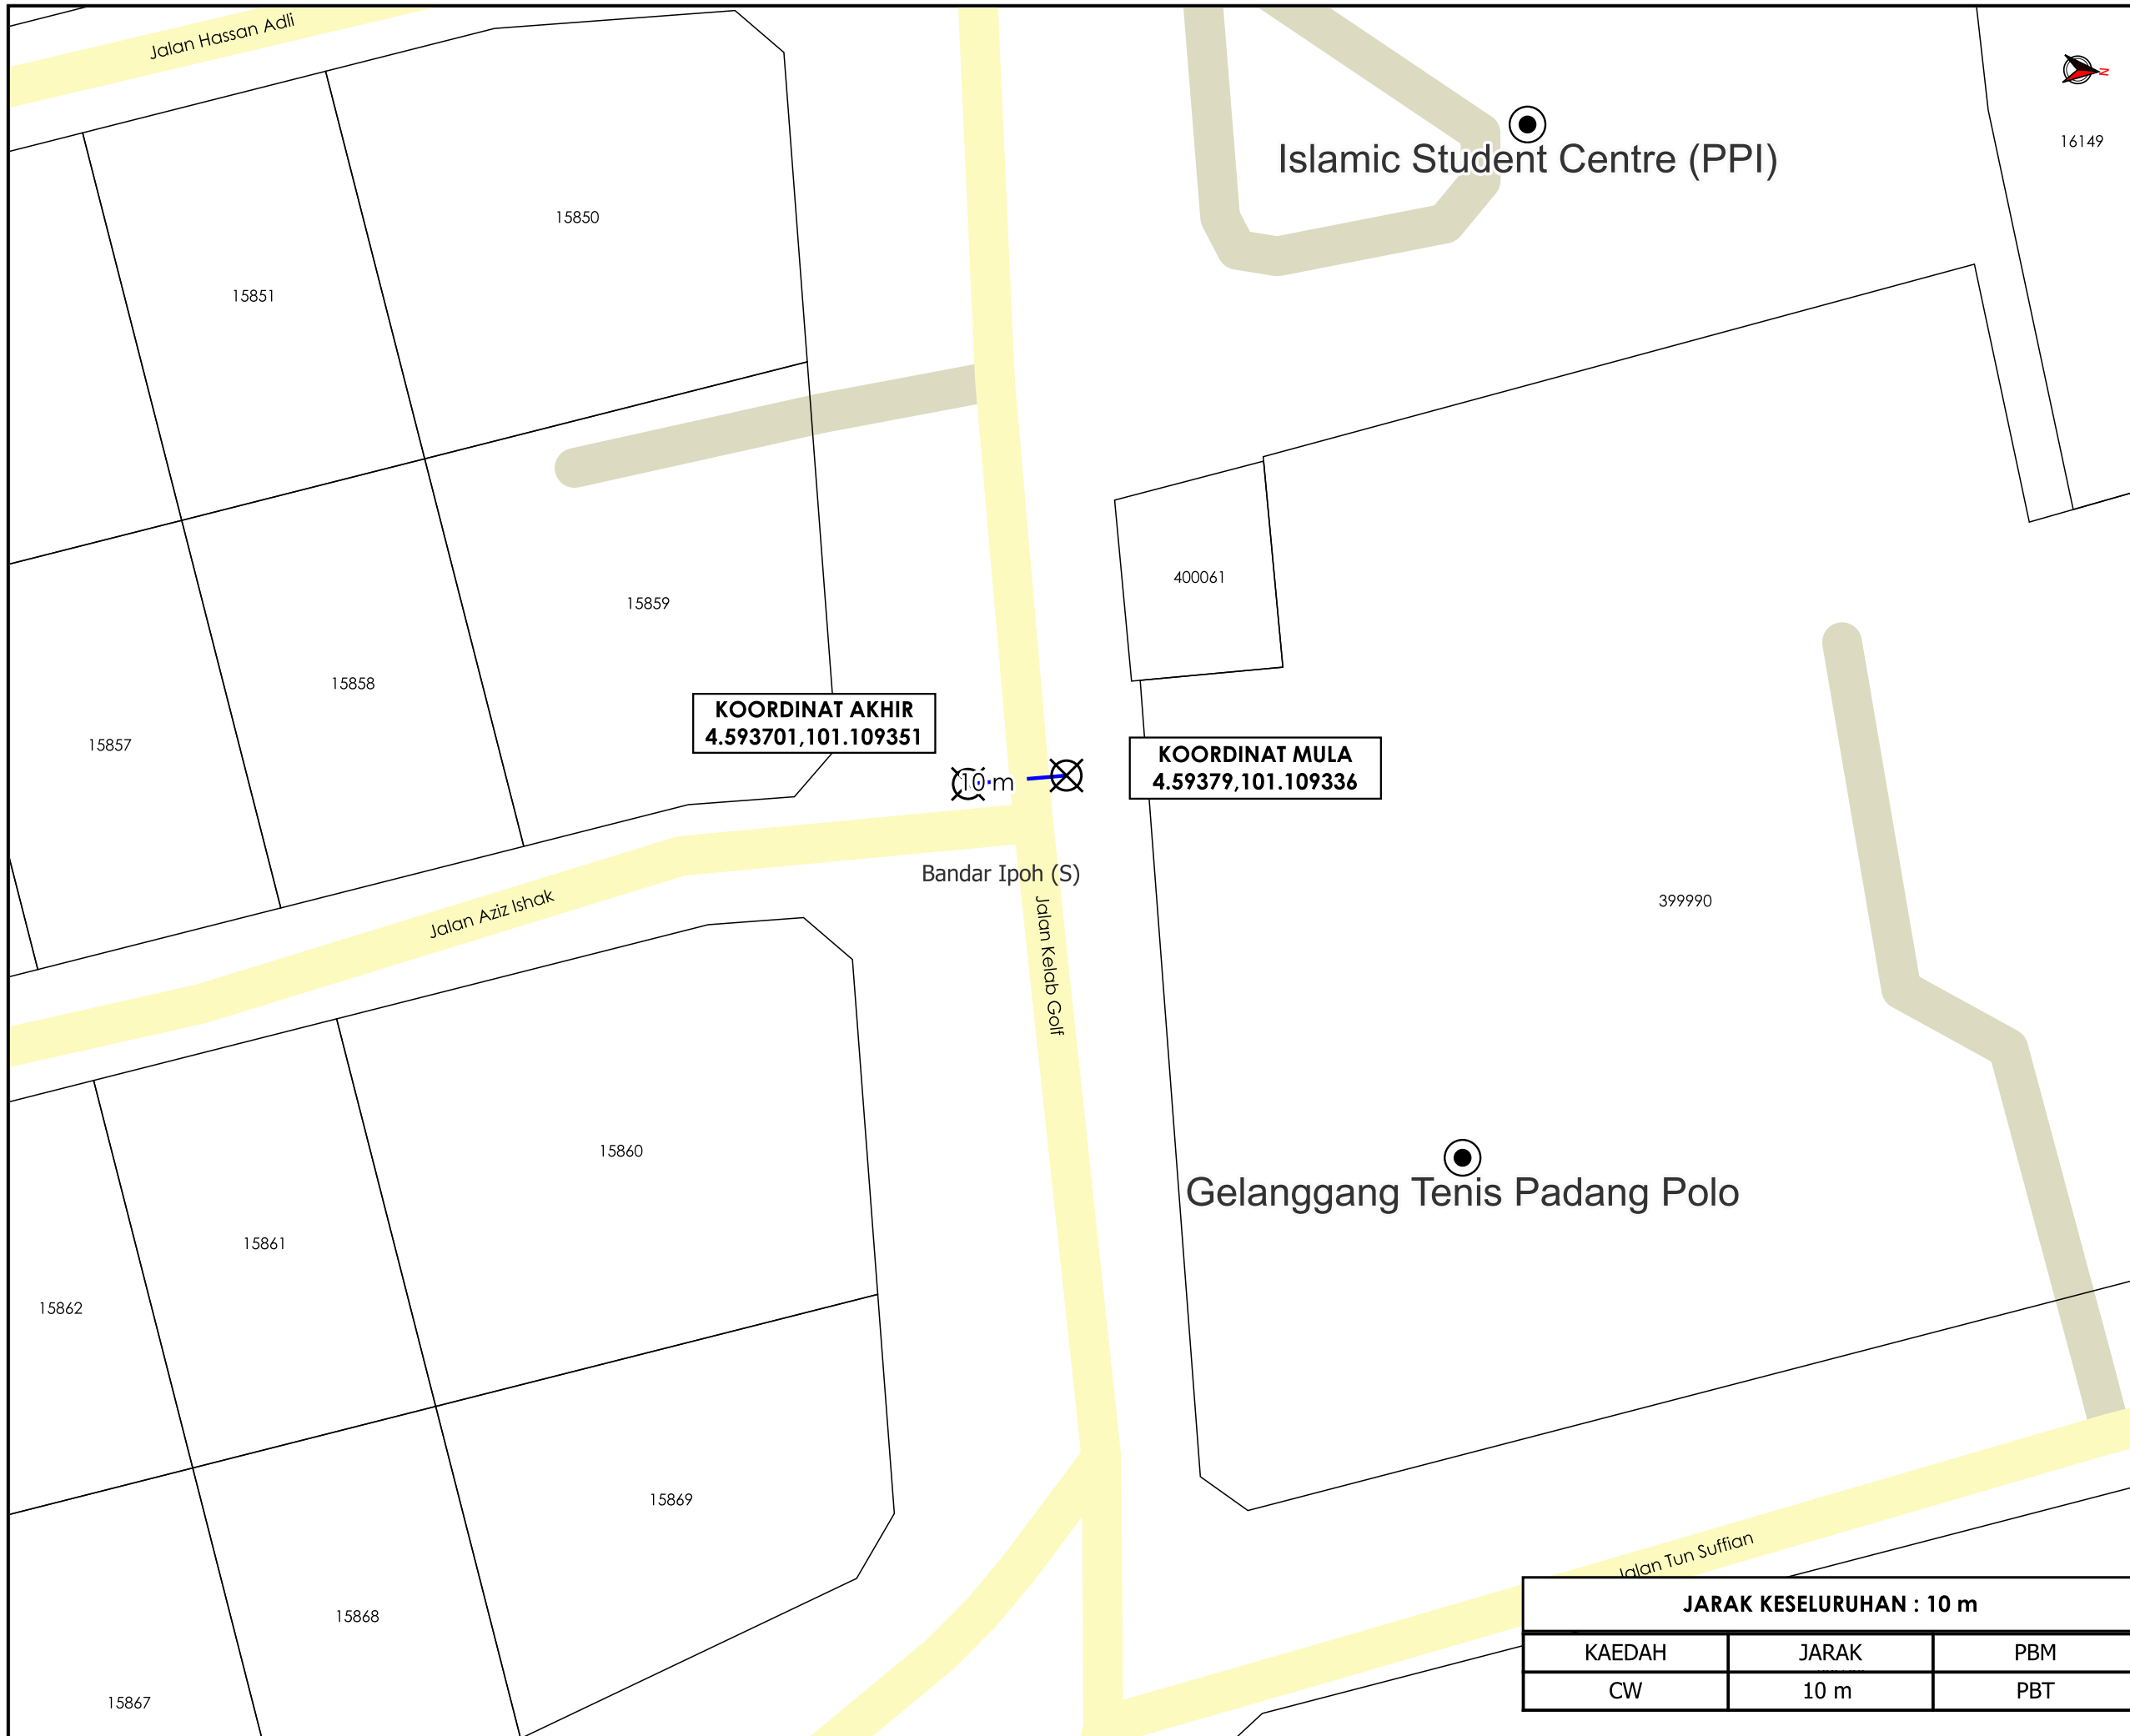 Jalan Hassan Adli
N
16149
Islamic Student Centre (PPI)
15850
15851
400061
15859
15858
KOORDINAT AKHIR
4.593701,101.109351
15857
KOORDINAT MULA
4.59379,101.109336
10 m
Bandar Ipoh (S)
Jalan Aziz Ishak
Jalan Kelab Golf
399990
15860
Gelanggang Tenis Padang Polo
15861
15862
15869
Jalan Tun Suffian
15868
15867
JARAK KESELURUHAN : 10 m
KAEDAH JARAK PBM
CW 10 m PBT